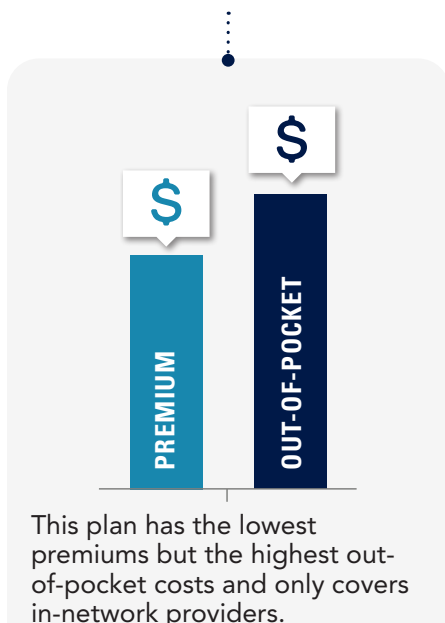 $
$
PREMIUM
OUT-OF-POCKET
This plan has the lowest
premiums but the highest out-
of-pocket costs and only covers
in-network providers.